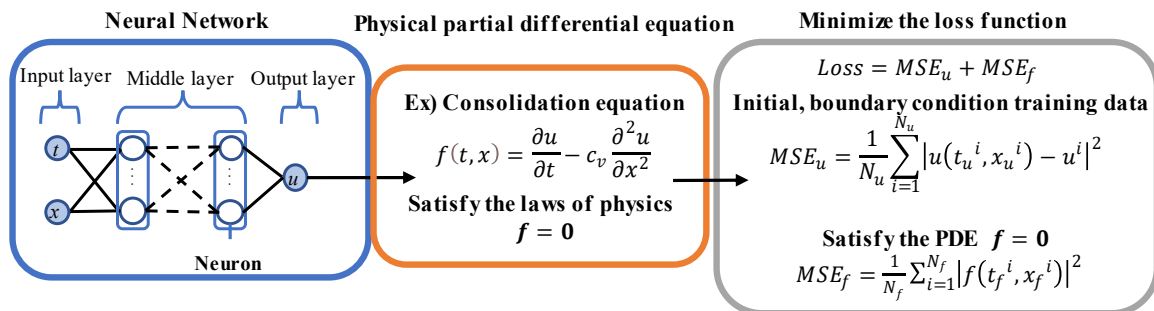 Neural Network
Input layer
Middle layer
Output layer
t
x
u
Neuron
Physical partial differential equation
Ex) Consolidation equation
f(t, x) = ∂u/∂t − c_v ∂²u/∂x²
Satisfy the laws of physics
f = 0
Minimize the loss function
Loss = MSE_u + MSE_f
Initial, boundary condition training data
MSE_u = 1/N_u ∑_{i=1}^{N_u} |u(t_u^i, x_u^i) − u^i|²
Satisfy the PDE f = 0
MSE_f = 1/N_f ∑_{i=1}^{N_f} |f(t_f^i, x_f^i)|²